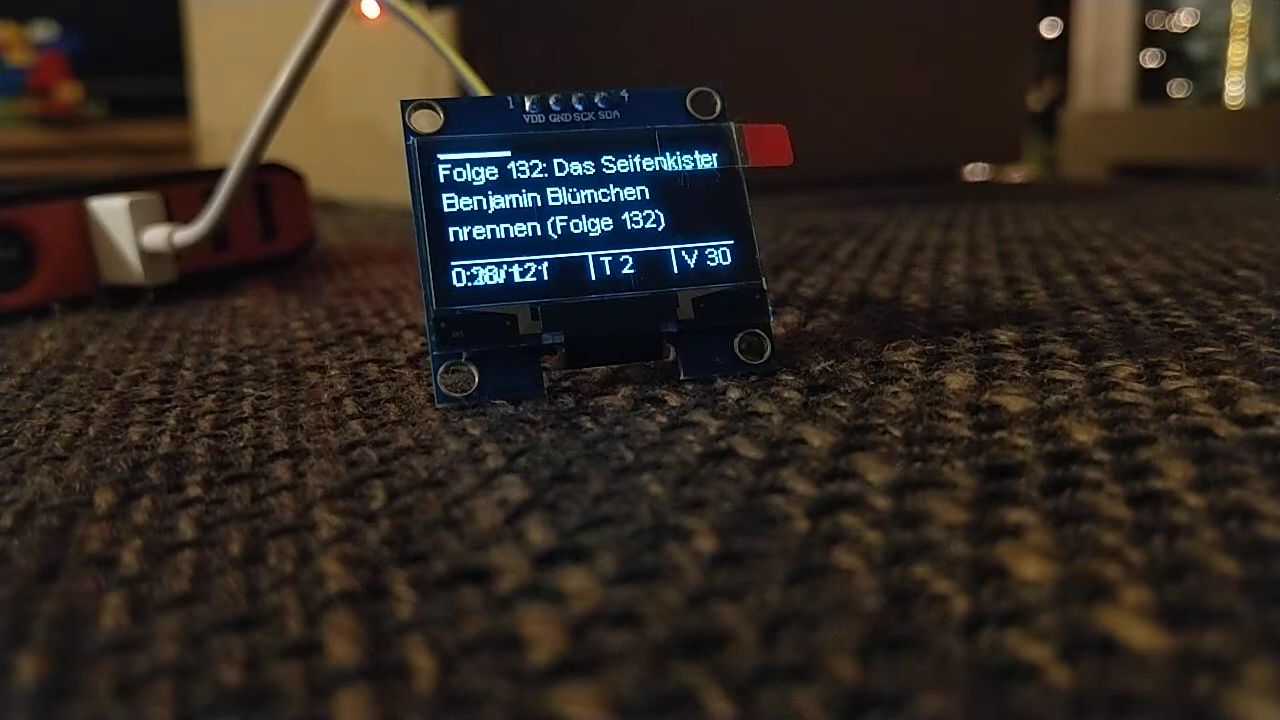 1 4
VDD GND SCK SDA
Folge 132: Das Seifenkister
Benjamin Blümchen
nrennen (Folge 132)
T 2 V 30